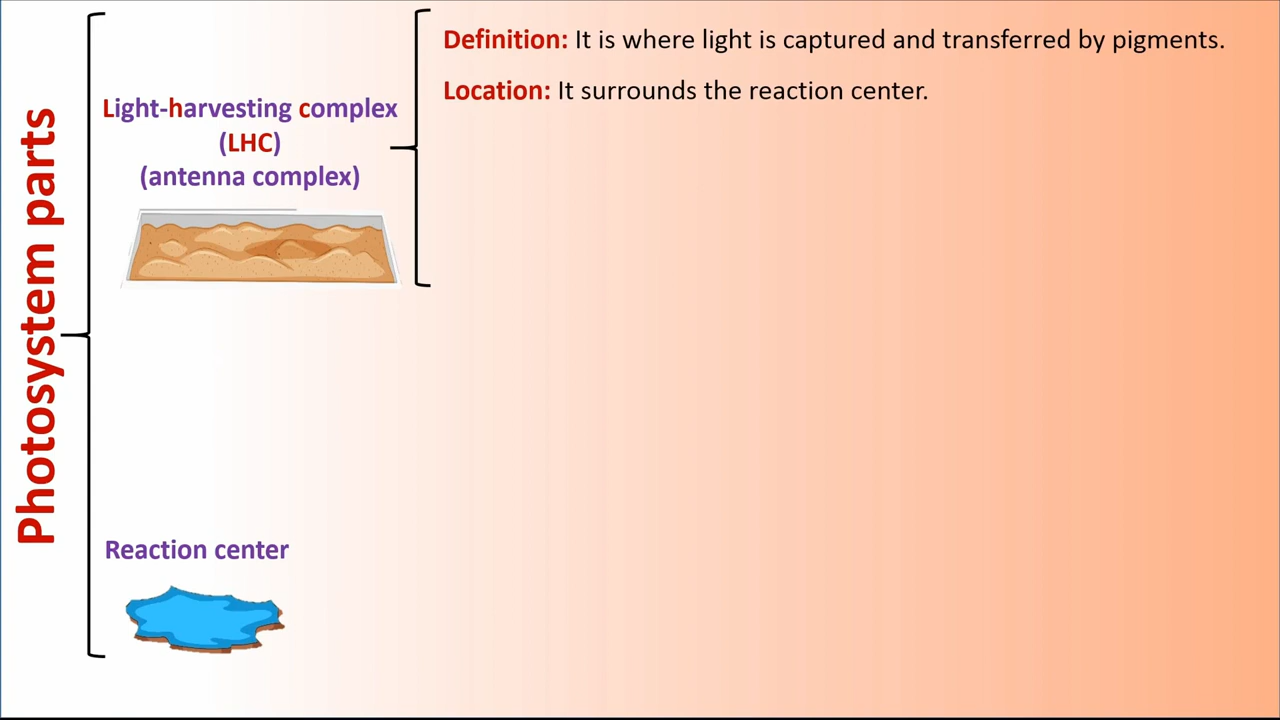 Photosystem parts
Light-harvesting complex
(LHC)
(antenna complex)
Definition: It is where light is captured and transferred by pigments.
Location: It surrounds the reaction center.
Reaction center